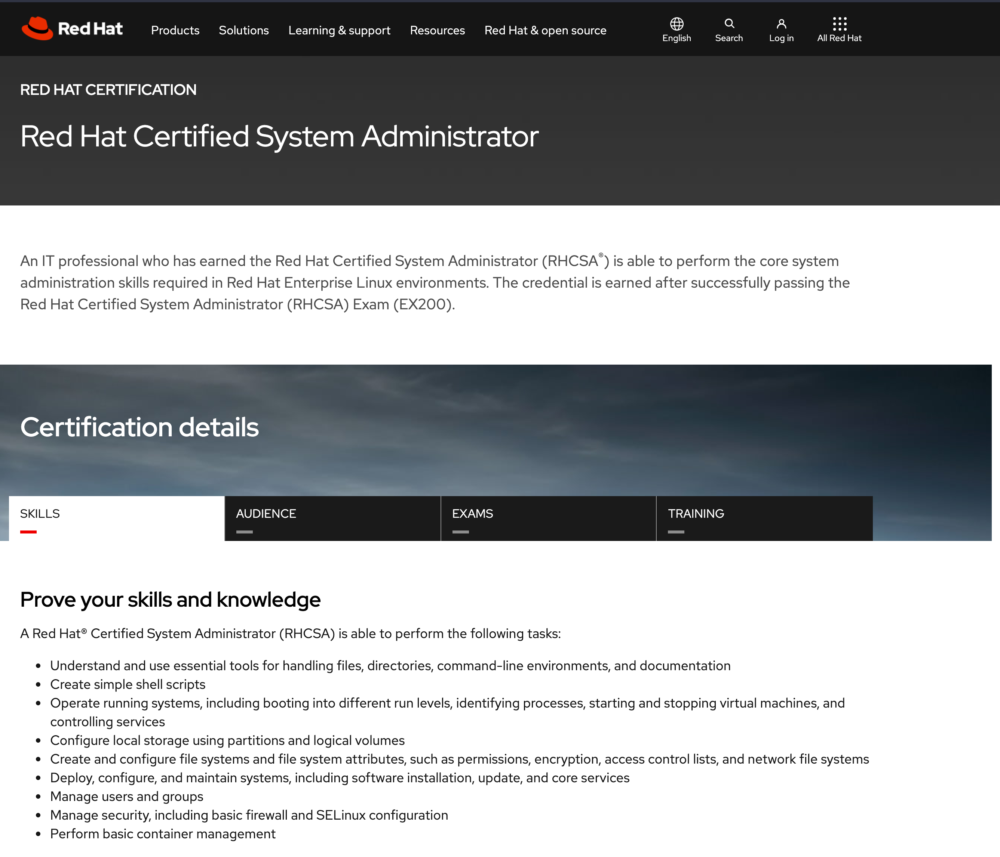 Red Hat
Products
Solutions
Learning & support
Resources
Red Hat & open source
English
Search
Log in
All Red Hat
RED HAT CERTIFICATION
Red Hat Certified System Administrator
An IT professional who has earned the Red Hat Certified System Administrator (RHCSA®) is able to perform the core system
administration skills required in Red Hat Enterprise Linux environments. The credential is earned after successfully passing the
Red Hat Certified System Administrator (RHCSA) Exam (EX200).
Certification details
SKILLS
AUDIENCE
EXAMS
TRAINING
Prove your skills and knowledge
A Red Hat® Certified System Administrator (RHCSA) is able to perform the following tasks:
• Understand and use essential tools for handling files, directories, command-line environments, and documentation
• Create simple shell scripts
• Operate running systems, including booting into different run levels, identifying processes, starting and stopping virtual machines, and
controlling services
• Configure local storage using partitions and logical volumes
• Create and configure file systems and file system attributes, such as permissions, encryption, access control lists, and network file systems
• Deploy, configure, and maintain systems, including software installation, update, and core services
• Manage users and groups
• Manage security, including basic firewall and SELinux configuration
• Perform basic container management